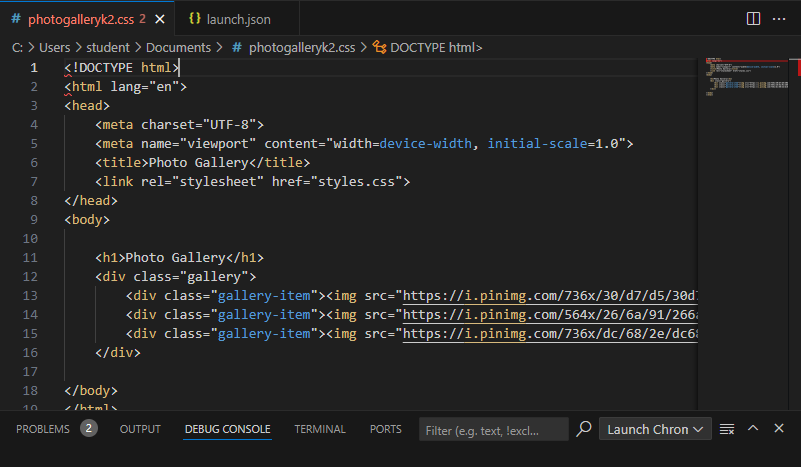 # photogalleryk2.css 2 ×
{} launch.json
C: > Users > student > Documents > # photogalleryk2.css > DOCTYPE html>
1 <!DOCTYPE html>
2 <html lang="en">
3 <head>
4 <meta charset="UTF-8">
5 <meta name="viewport" content="width=device-width, initial-scale=1.0">
6 <title>Photo Gallery</title>
7 <link rel="stylesheet" href="styles.css">
8 </head>
9 <body>
10
11 <h1>Photo Gallery</h1>
12 <div class="gallery">
13 <div class="gallery-item"><img src="https://i.pinimg.com/736x/30/d7/d5/30d7
14 <div class="gallery-item"><img src="https://i.pinimg.com/564x/26/6a/91/266a
15 <div class="gallery-item"><img src="https://i.pinimg.com/736x/dc/68/2e/dc68
16 </div>
17
18 </body>
19 </html>
PROBLEMS 2 OUTPUT DEBUG CONSOLE TERMINAL PORTS Filter (e.g. text, !excl... Launch Chron